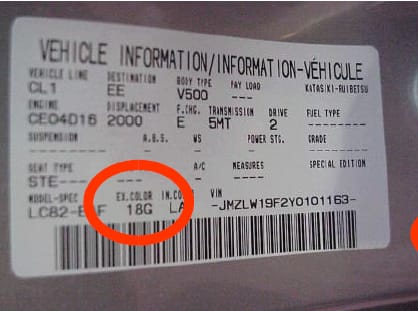 VEHICLE INFORMATION/INFORMATION-VÉHICULE
VEHICLE LINE DESTINATION BODY TYPE PAY LOAD KATASIKI-RUIBETSU
CL1 EE V500 ----
ENGINE DISPLACEMENT F.CHG. TRANSMISSION DRIVE FUEL TYPE
CE04D16 2000 E 5MT 2
SUSPENSION A.B.S. WS POWER STG. GRADE
SEAT TYPE A/C MEASURES SPECIAL EDITION
STE---- ---
MODEL-SPEC EX.COLOR IN.CO VIN
18G LA -JMZLW19F2Y0101163-